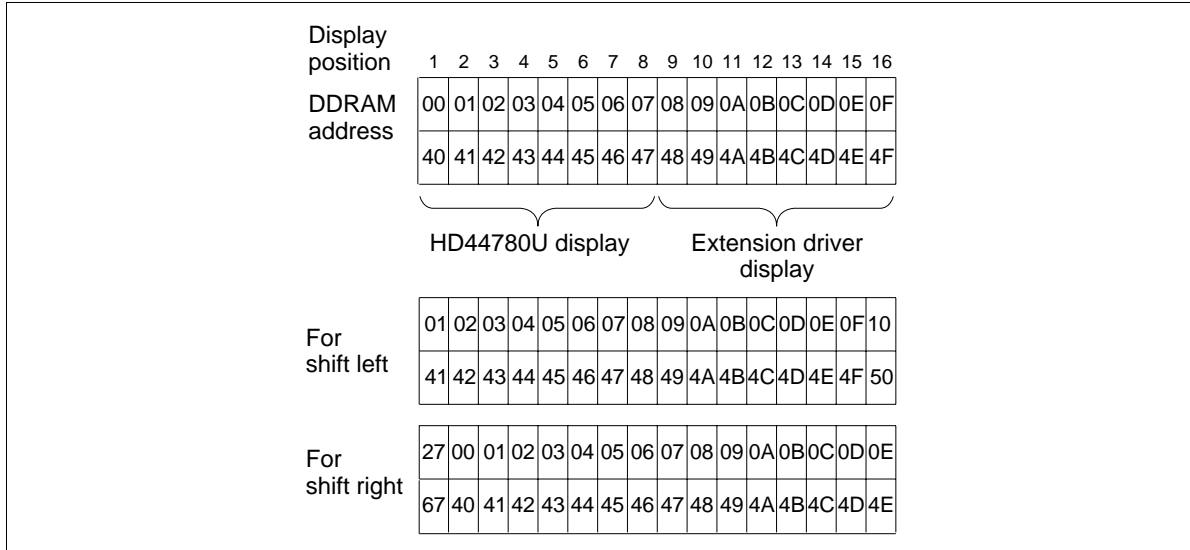 Display
position 1 2 3 4 5 6 7 8 9 10 11 12 13 14 15 16
DDRAM
address
00 01 02 03 04 05 06 07 08 09 0A 0B 0C 0D 0E 0F
40 41 42 43 44 45 46 47 48 49 4A 4B 4C 4D 4E 4F
HD44780U display
Extension driver
display
For
shift left
01 02 03 04 05 06 07 08 09 0A 0B 0C 0D 0E 0F 10
41 42 43 44 45 46 47 48 49 4A 4B 4C 4D 4E 4F 50
For
shift right
27 00 01 02 03 04 05 06 07 08 09 0A 0B 0C 0D 0E
67 40 41 42 43 44 45 46 47 48 49 4A 4B 4C 4D 4E